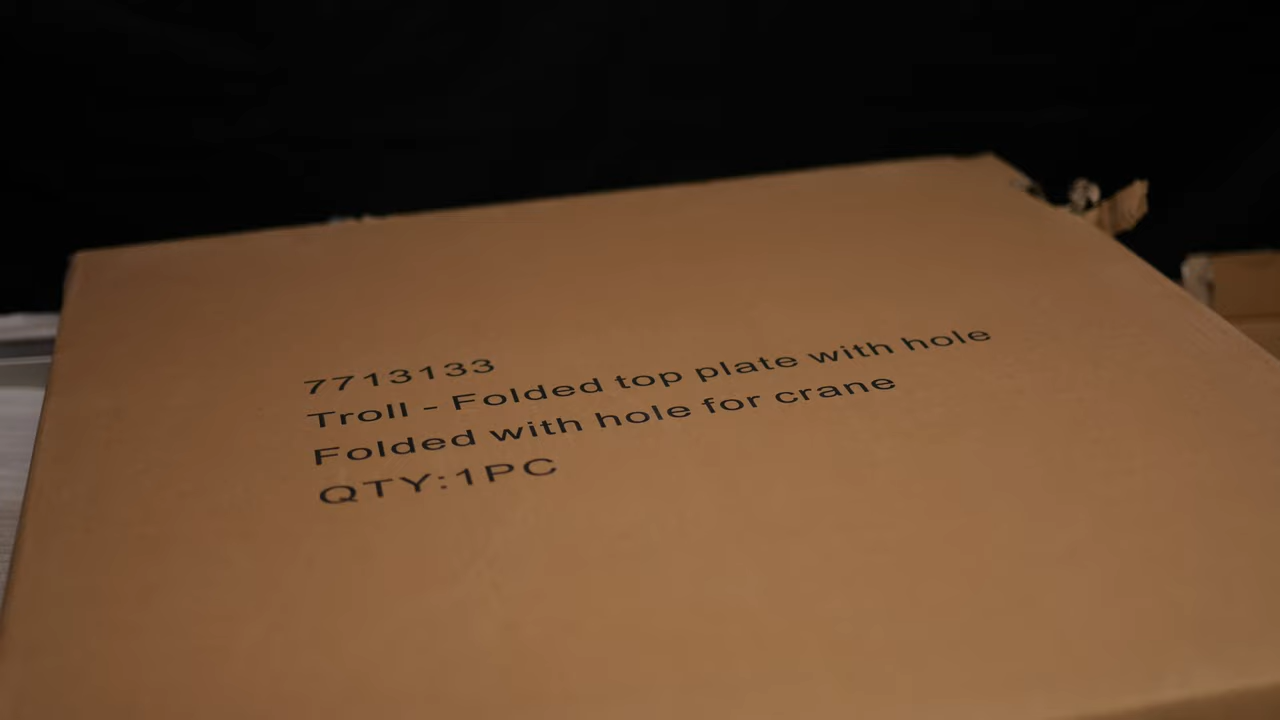 7713133
Troll - Folded top plate with hole
Folded with hole for crane
QTY:1PC